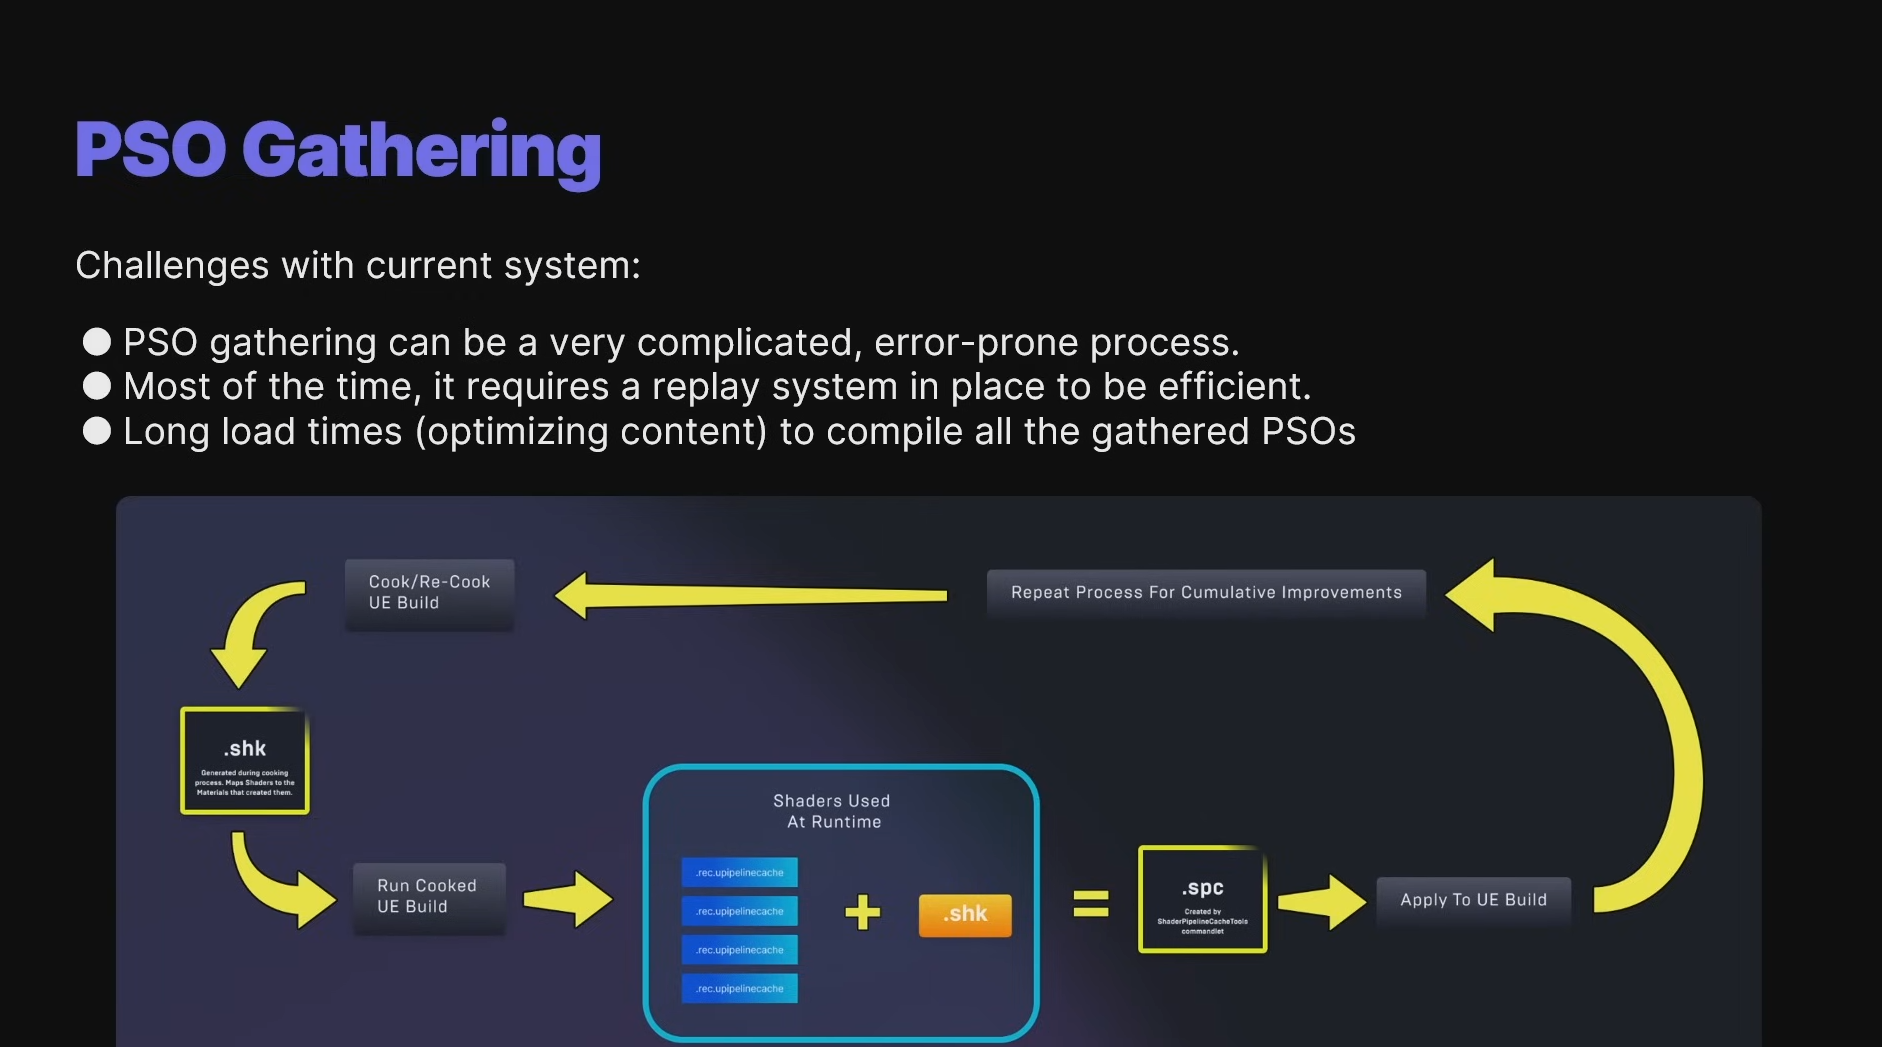 PSO Gathering
Challenges with current system:
● PSO gathering can be a very complicated, error-prone process.
● Most of the time, it requires a replay system in place to be efficient.
● Long load times (optimizing content) to compile all the gathered PSOs
Cook/Re-Cook
UE Build
Repeat Process For Cumulative Improvements
.shk
Generated during cooking
process. Maps Shaders to the
Materials that created them.
Run Cooked
UE Build
Shaders Used
At Runtime
.rec.upipelinecache
.rec.upipelinecache
.rec.upipelinecache
.rec.upipelinecache
+
.shk
=
.spc
Created by
ShaderPipelineCacheTools
commandlet
Apply To UE Build